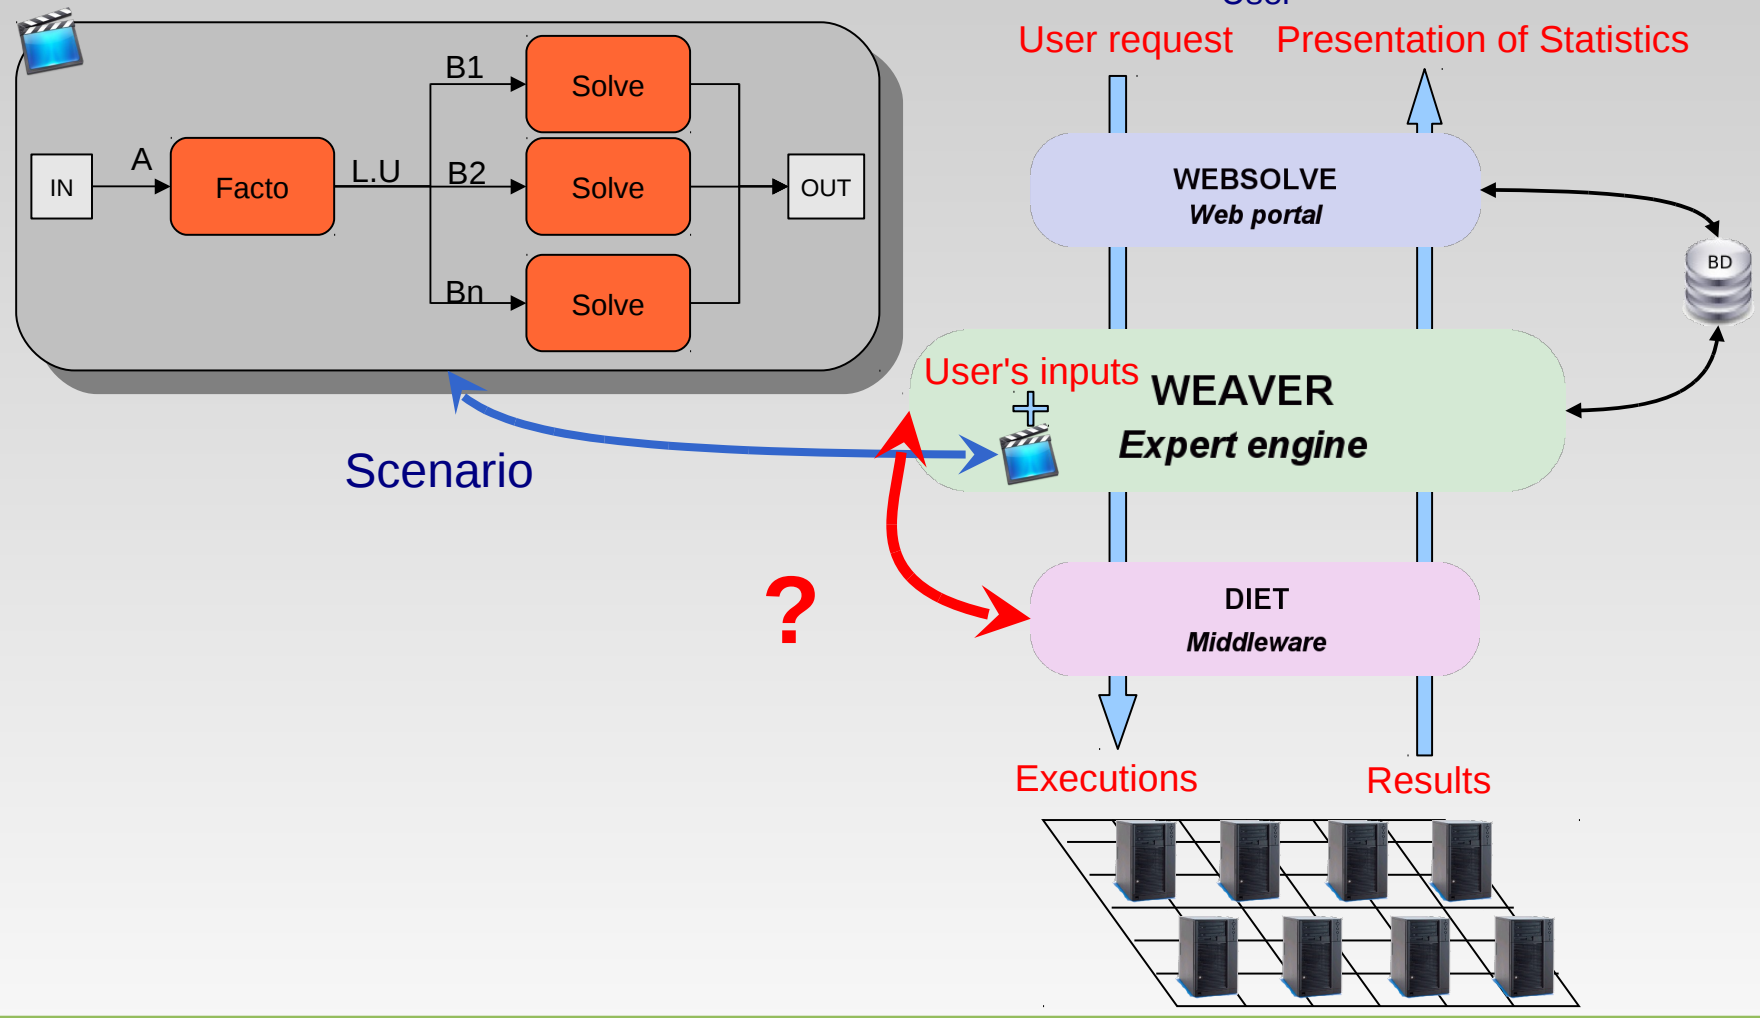 User
User request
Presentation of Statistics
B1
Solve
A
L.U
B2
IN
Facto
Solve
OUT
Bn
Solve
WEBSOLVE
Web portal
BD
User's inputs
WEAVER
Expert engine
Scenario
?
DIET
Middleware
Executions
Results